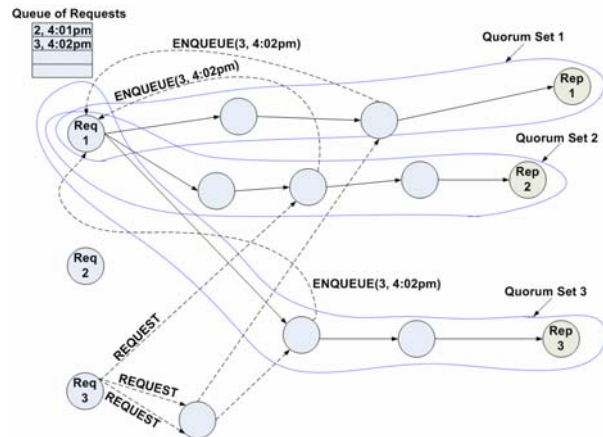 Queue of Requests
2, 4:01pm
3, 4:02pm
ENQUEUE(3, 4:02pm)
Quorum Set 1
ENQUEUE(3, 4:02pm)
Rep
1
Req
1
Quorum Set 2
Rep
2
Req
2
ENQUEUE(3, 4:02pm)
Quorum Set 3
REQUEST
Rep
3
Req
3
REQUEST
REQUEST